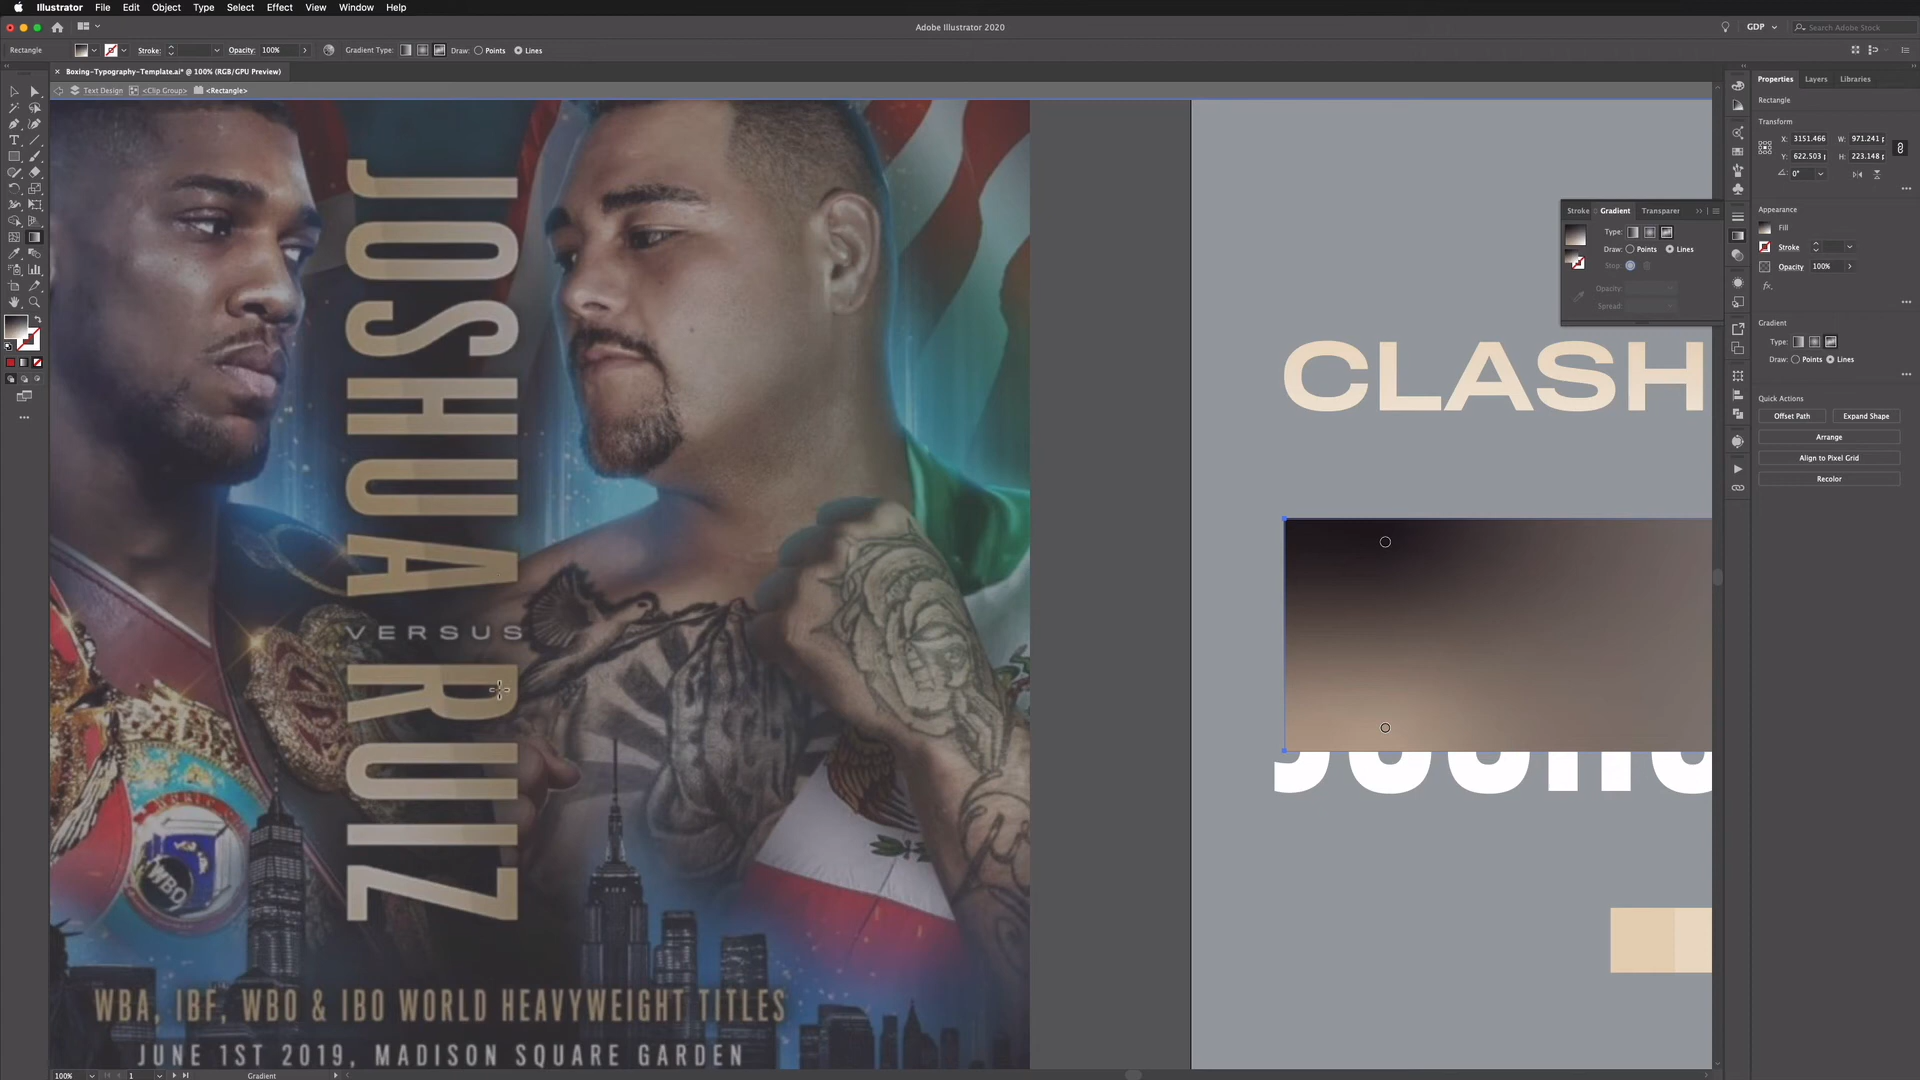 Illustrator File Edit Object Type Select Effect View Window Help
Adobe Illustrator 2020
GDP
Search Adobe Stock
Rectangle Stroke: Opacity: 100% Gradient Type: Draw: Points Lines
× Boxing-Typography-Template.ai* @ 100% (RGB/GPU Preview)
Text Design <Clip Group> <Rectangle>
JOSHUA
VERSUS
RUIZ
WBO
WBA, IBF, WBO & IBO WORLD HEAVYWEIGHT TITLES
JUNE 1ST 2019, MADISON SQUARE GARDEN
CLASH
Stroke Gradient Transparer
Type:
Draw: Points Lines
Stop:
Opacity:
Spread:
Properties Layers Libraries
Rectangle
Transform
X: 3151.466 W: 971.241 p
Y: 622.503 p H: 223.148 p
0°
Appearance
Fill
Stroke
Opacity 100%
fx.
Gradient
Type:
Draw: Points Lines
Quick Actions
Offset Path Expand Shape
Arrange
Align to Pixel Grid
Recolor
100% 1 Gradient